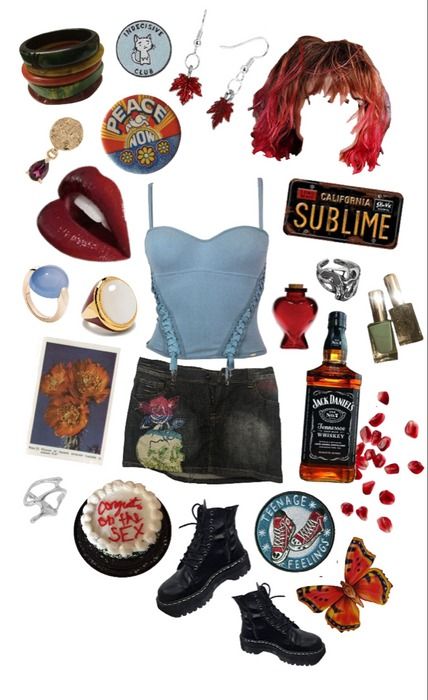 INDECISIVE
CLUB
PEACE
NOW
CALIFORNIA
SUBLIME
JACK DANIEL'S
Tennessee
WHISKEY
congrats
on the
SEX
TEENAGE
FEELINGS